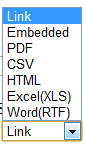 Link
Embedded
PDF
CSV
HTML
Excel(XLS)
Word(RTF)
Link